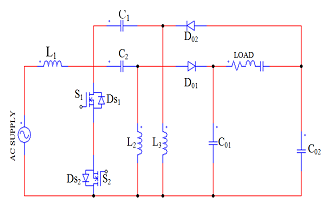 C1
D02
L1
C2
LOAD
D01
S1
Ds1
AC SUPPLY
L2
L3
C01
C02
Ds2
S2